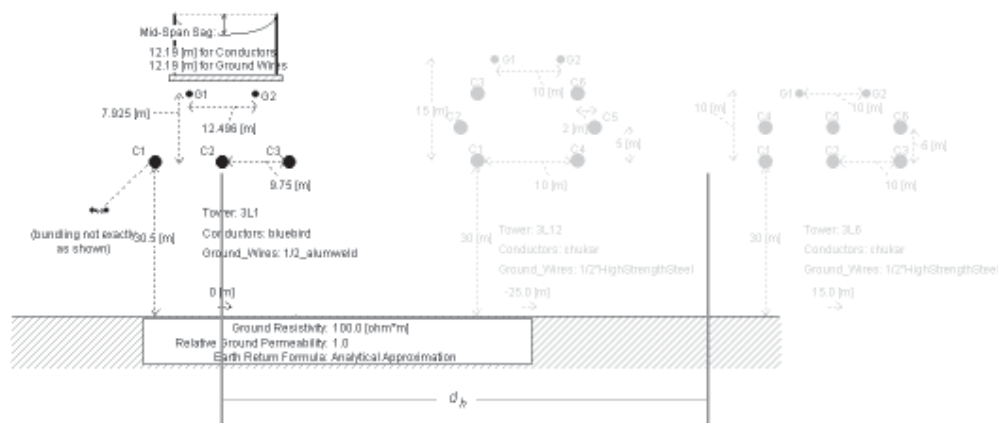 Mid-Span Sag:
12.19 [m] for Conductors
12.19 [m] for Ground Wires
G1
G2
7.925 [m]
12.496 [m]
C1
C2
C3
9.75 [m]
(bundling not exactly
as shown)
30.5 [m]
Tower: 3L1
Conductors: bluebird
Ground_Wires: 1/2_alumweld
0 [m]
G1
G2
C3
C6
10 [m]
15 [m]
C2
C5
2 [m]
5 [m]
C1
C4
10 [m]
30 [m]
Tower: 3L12
Conductors: chukar
Ground_Wires: 1/2"HighStrengthSteel
-25.0 [m]
G1
G2
10 [m]
10 [m]
C4
C5
C6
5 [m]
C1
C2
C3
10 [m]
30 [m]
Tower: 3L6
Conductors: chukar
Ground_Wires: 1/2"HighStrengthSteel
15.0 [m]
Ground Resistivity: 100.0 [ohm*m]
Relative Ground Permeability: 1.0
Earth Return Formula: Analytical Approximation
d_h